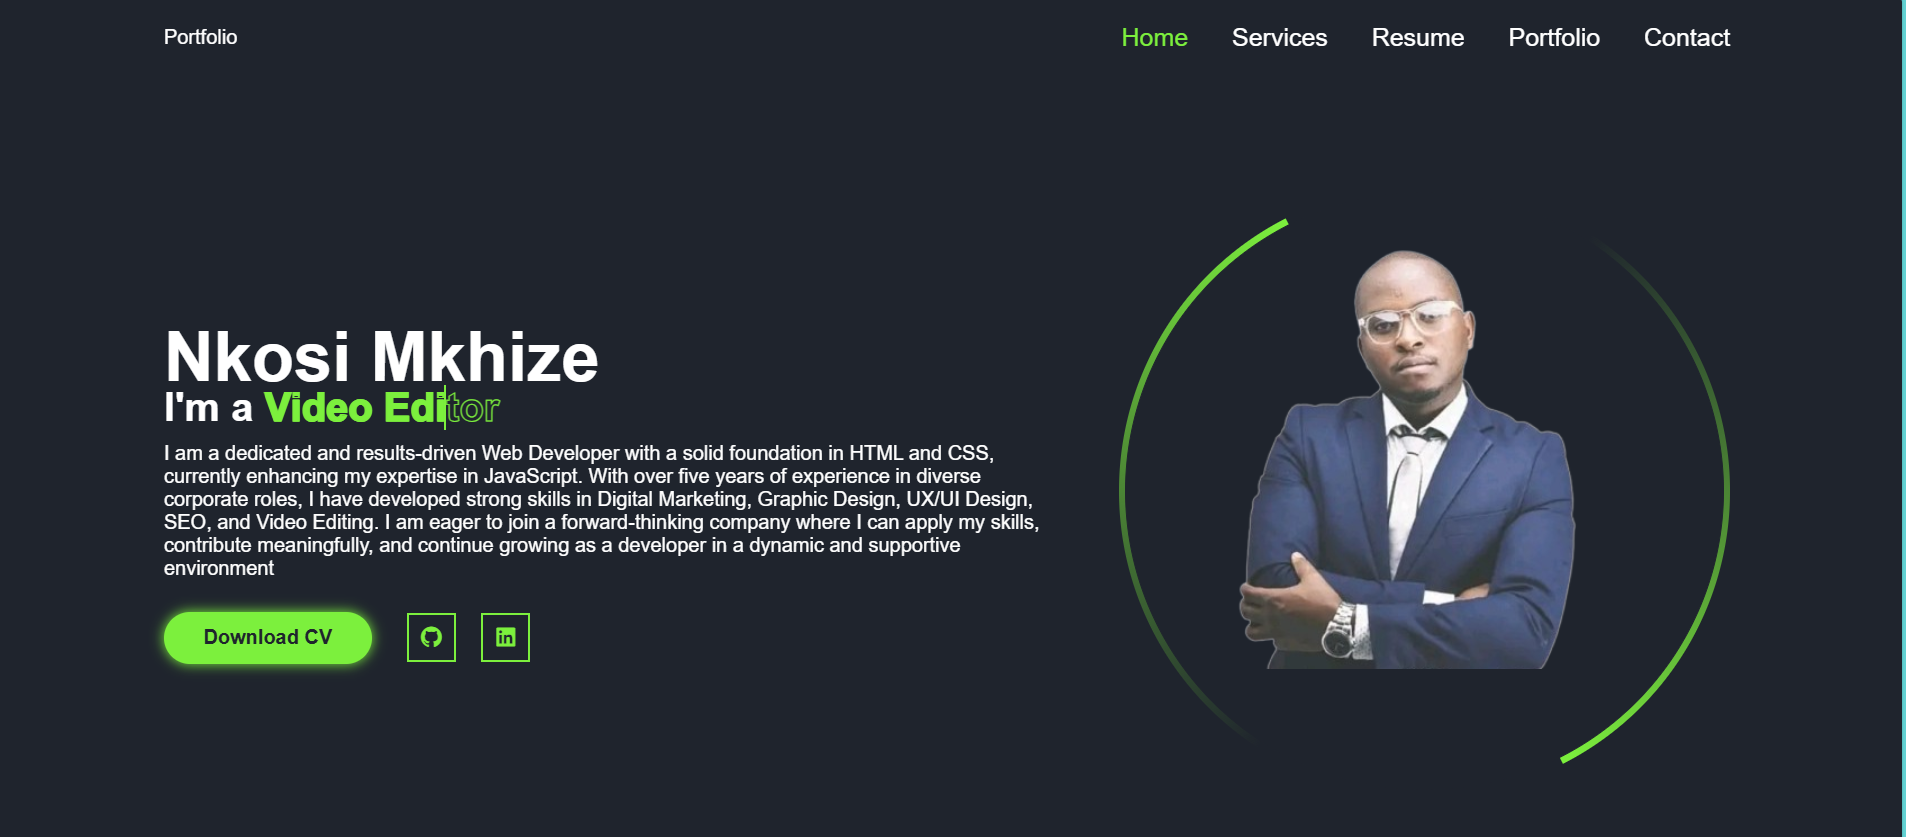 Portfolio
Home Services Resume Portfolio Contact
Nkosi Mkhize
I'm a Video Editor
I am a dedicated and results-driven Web Developer with a solid foundation in HTML and CSS,
currently enhancing my expertise in JavaScript. With over five years of experience in diverse
corporate roles, I have developed strong skills in Digital Marketing, Graphic Design, UX/UI Design,
SEO, and Video Editing. I am eager to join a forward-thinking company where I can apply my skills,
contribute meaningfully, and continue growing as a developer in a dynamic and supportive
environment
Download CV
in